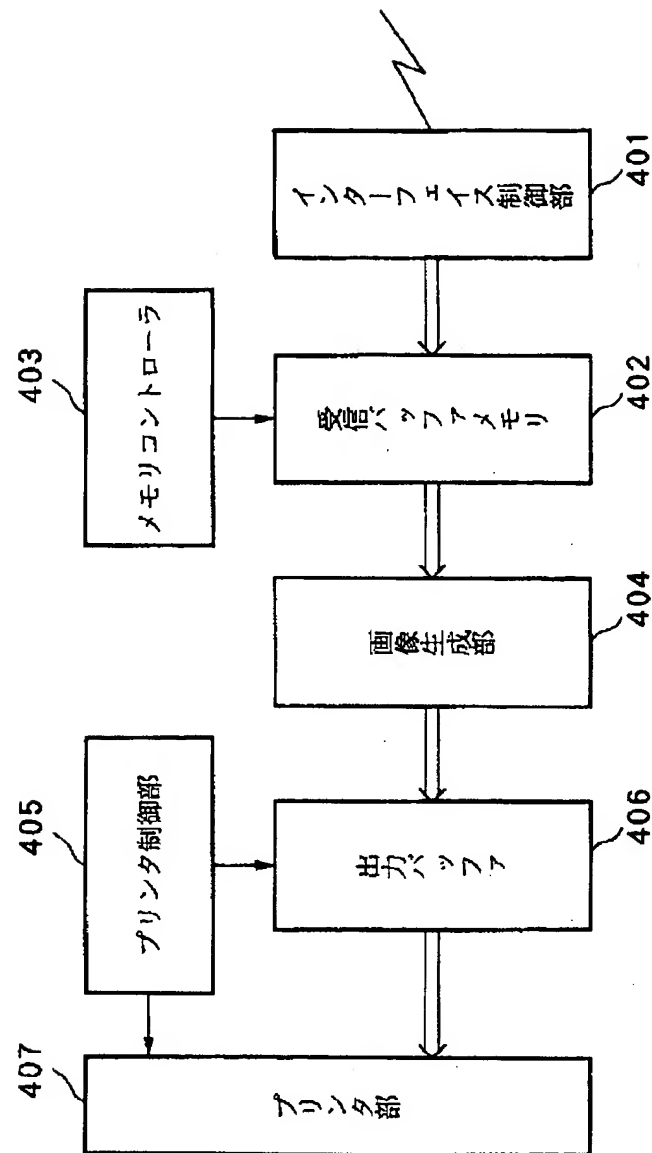 インターフェイス制御部
401
メモリコントローラ
403
受信バッファメモリ
402
画像生成部
404
プリンタ制御部
405
出力バッファ
406
プリンタ部
407